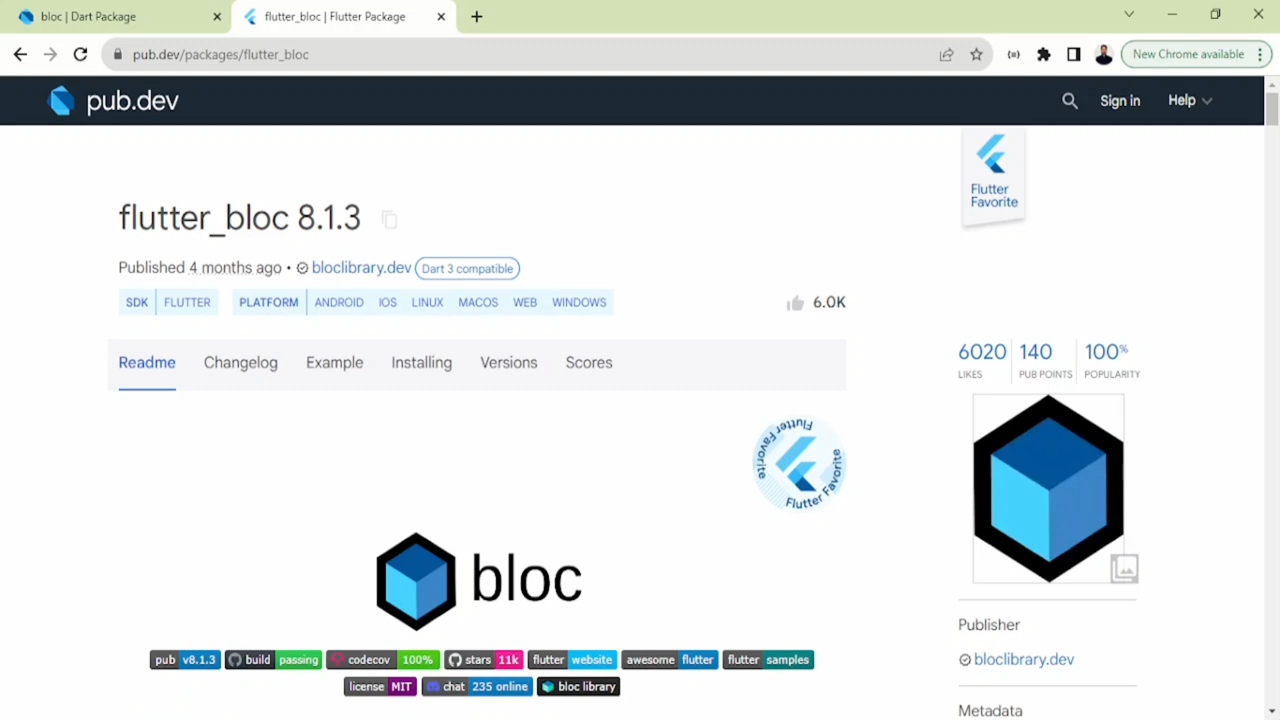 bloc | Dart Package
flutter_bloc | Flutter Package
pub.dev/packages/flutter_bloc
New Chrome available
pub.dev
Sign in
Help
Flutter
Favorite
flutter_bloc 8.1.3
Published 4 months ago • bloclibrary.dev Dart 3 compatible
SDK FLUTTER PLATFORM ANDROID IOS LINUX MACOS WEB WINDOWS
6.0K
Readme Changelog Example Installing Versions Scores
6020 140 100%
LIKES PUB POINTS POPULARITY
Flutter Favorite
Flutter Favorite
bloc
pub v8.1.3 build passing codecov 100% stars 11k flutter website awesome flutter flutter samples
license MIT chat 235 online bloc library
Publisher
bloclibrary.dev
Metadata